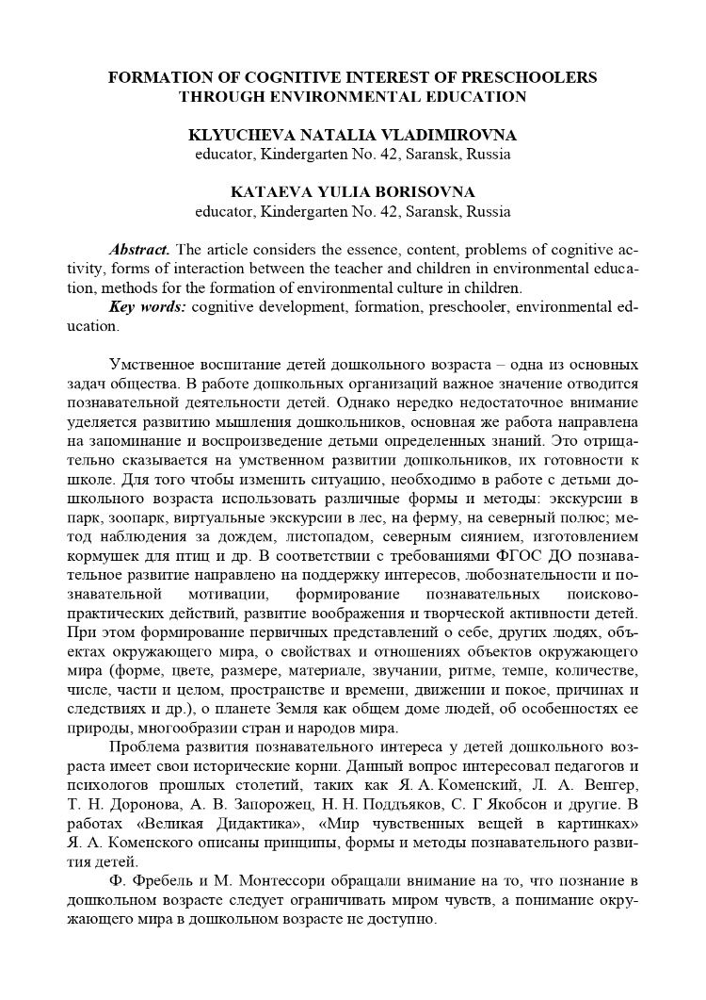 FORMATION OF COGNITIVE INTEREST OF PRESCHOOLERS
THROUGH ENVIRONMENTAL EDUCATION
KLYUCHEVA NATALIA VLADIMIROVNA
educator, Kindergarten No. 42, Saransk, Russia
KATAEVA YULIA BORISOVNA
educator, Kindergarten No. 42, Saransk, Russia
Abstract. The article considers the essence, content, problems of cognitive ac-
tivity, forms of interaction between the teacher and children in environmental educa-
tion, methods for the formation of environmental culture in children.
Key words: cognitive development, formation, preschooler, environmental ed-
ucation.
Умственное воспитание детей дошкольного возраста – одна из основных
задач общества. В работе дошкольных организаций важное значение отводится
познавательной деятельности детей. Однако нередко недостаточное внимание
уделяется развитию мышления дошкольников, основная же работа направлена
на запоминание и воспроизведение детьми определенных знаний. Это отрица-
тельно сказывается на умственном развитии дошкольников, их готовности к
школе. Для того чтобы изменить ситуацию, необходимо в работе с детьми до-
школьного возраста использовать различные формы и методы: экскурсии в
парк, зоопарк, виртуальные экскурсии в лес, на ферму, на северный полюс; ме-
тод наблюдения за дождем, листопадом, северным сиянием, изготовлением
кормушек для птиц и др. В соответствии с требованиями ФГОС ДО познава-
тельное развитие направлено на поддержку интересов, любознательности и по-
знавательной мотивации, формирование познавательных поисково-
практических действий, развитие воображения и творческой активности детей.
При этом формирование первичных представлений о себе, других людях, объ-
ектах окружающего мира, о свойствах и отношениях объектов окружающего
мира (форме, цвете, размере, материале, звучании, ритме, темпе, количестве,
числе, части и целом, пространстве и времени, движении и покое, причинах и
следствиях и др.), о планете Земля как общем доме людей, об особенностях ее
природы, многообразии стран и народов мира.
Проблема развития познавательного интереса у детей дошкольного воз-
раста имеет свои исторические корни. Данный вопрос интересовал педагогов и
психологов прошлых столетий, таких как Я. А. Коменский, Л. А. Венгер,
Т. Н. Доронова, А. В. Запорожец, Н. Н. Поддъяков, С. Г Якобсон и другие. В
работах «Великая Дидактика», «Мир чувственных вещей в картинках»
Я. А. Коменского описаны принципы, формы и методы познавательного разви-
тия детей.
Ф. Фребель и М. Монтессори обращали внимание на то, что познание в
дошкольном возрасте следует ограничивать миром чувств, а понимание окру-
жающего мира в дошкольном возрасте не доступно.